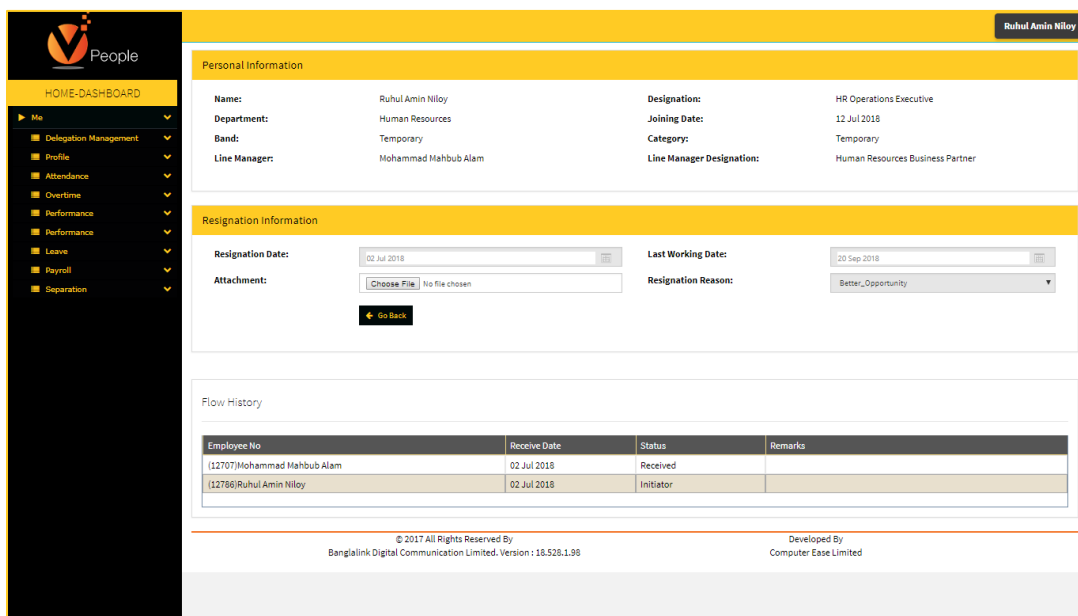 People
Ruhul Amin Niloy
HOME-DASHBOARD
Me
Delegation Management
Profile
Attendance
Overtime
Performance
Performance
Leave
Payroll
Separation
Personal Information
Name: Ruhul Amin Niloy Designation: HR Operations Executive
Department: Human Resources Joining Date: 12 Jul 2018
Band: Temporary Category: Temporary
Line Manager: Mohammad Mahbub Alam Line Manager Designation: Human Resources Business Partner
Resignation Information
Resignation Date: 02 Jul 2018 Last Working Date: 20 Sep 2018
Attachment: Choose File No file chosen Resignation Reason: Better_Opportunity
Go Back
Flow History
Employee No Receive Date Status Remarks
(12707)Mohammad Mahbub Alam 02 Jul 2018 Received
(12786)Ruhul Amin Niloy 02 Jul 2018 Initiator
© 2017 All Rights Reserved By Developed By
Banglalink Digital Communication Limited. Version : 18.528.1.98 Computer Ease Limited